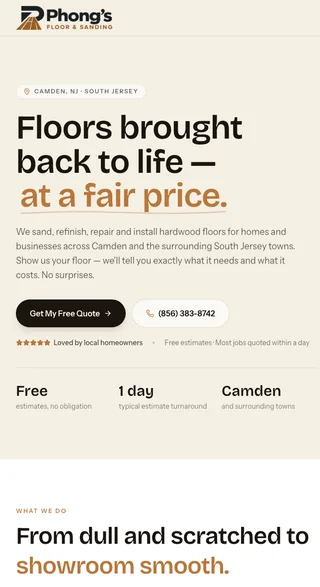 Phong's
FLOOR & SANDING
CAMDEN, NJ · SOUTH JERSEY
Floors brought
back to life —
at a fair price.
We sand, refinish, repair and install hardwood floors for homes and
businesses across Camden and the surrounding South Jersey towns.
Show us your floor — we'll tell you exactly what it needs and what it
costs. No surprises.
Get My Free Quote →
(856) 383-8742
★★★★★ Loved by local homeowners • Free estimates · Most jobs quoted within a day
Free
1 day
Camden
estimates, no obligation
typical estimate turnaround
and surrounding towns
WHAT WE DO
From dull and scratched to
showroom smooth.